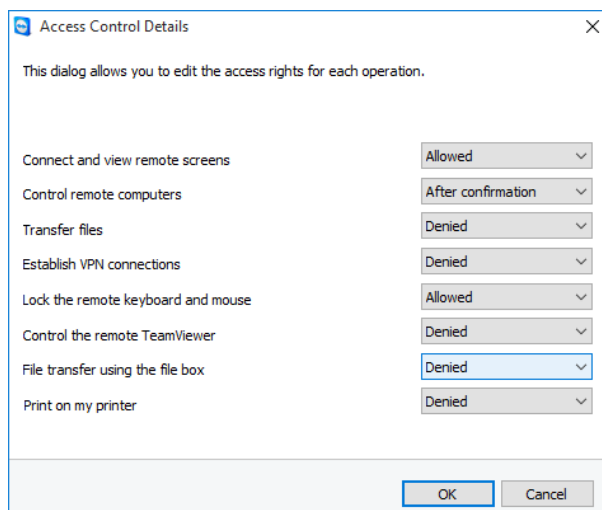 Access Control Details
This dialog allows you to edit the access rights for each operation.
Connect and view remote screens Allowed
Control remote computers After confirmation
Transfer files Denied
Establish VPN connections Denied
Lock the remote keyboard and mouse Allowed
Control the remote TeamViewer Denied
File transfer using the file box Denied
Print on my printer Denied
OK Cancel